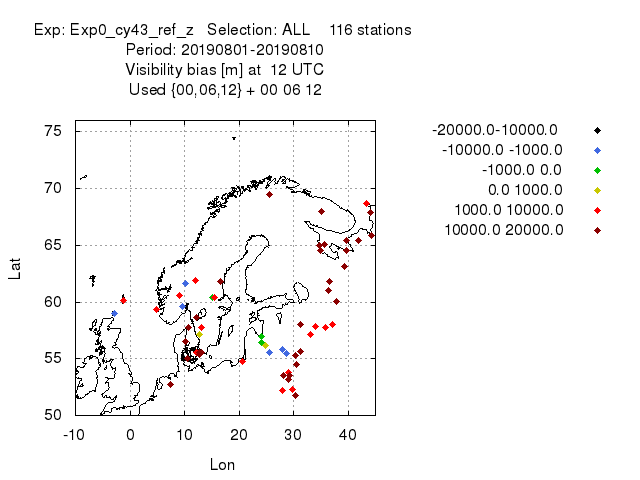 Exp: Exp0_cy43_ref_z   Selection: ALL    116 stations
Period: 20190801-20190810
Visibility bias [m] at  12 UTC
Used {00,06,12} + 00 06 12
-20000.0-10000.0
-10000.0 -1000.0
-1000.0 0.0
0.0 1000.0
1000.0 10000.0
10000.0 20000.0
75
70
65
60
55
50
Lat
-10 0 10 20 30 40
Lon